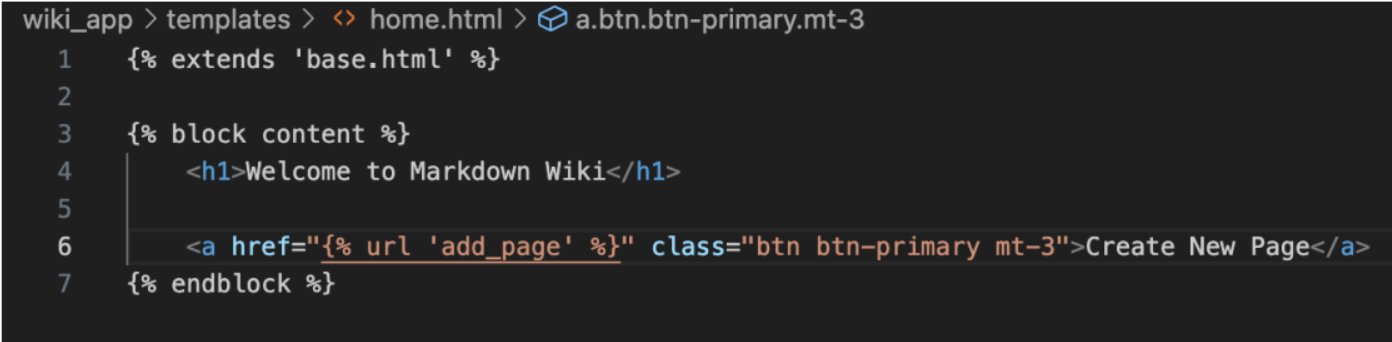 wiki_app > templates > <> home.html > a.btn.btn-primary.mt-3
1 {% extends 'base.html' %}
2
3 {% block content %}
4 <h1>Welcome to Markdown Wiki</h1>
5
6 <a href="{% url 'add_page' %}" class="btn btn-primary mt-3">Create New Page</a>
7 {% endblock %}